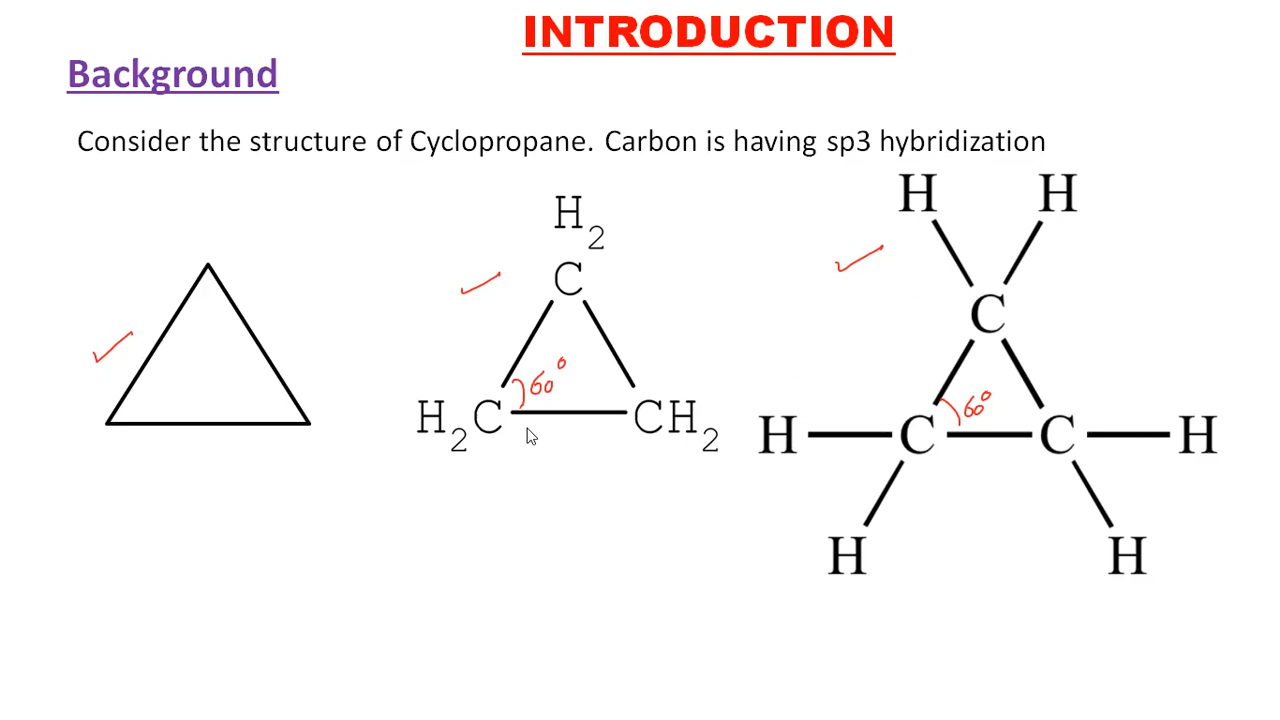 INTRODUCTION
Background
Consider the structure of Cyclopropane. Carbon is having sp3 hybridization
H2
C
60°
H2C CH2
H H
C
60°
H C C H
H H